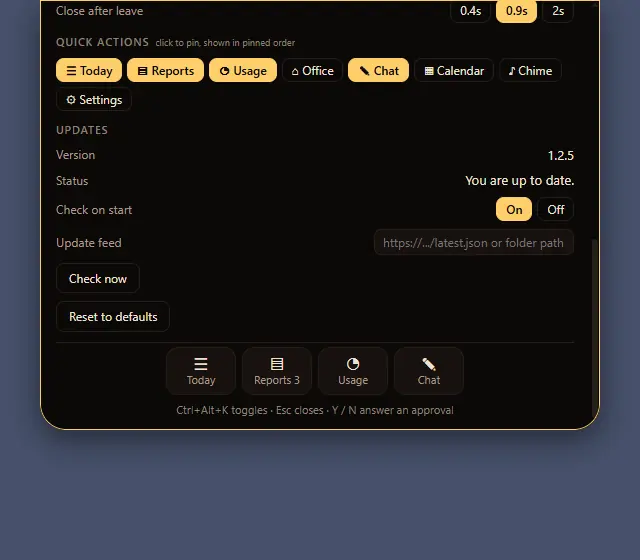 Close after leave 0.4s 0.9s 2s
QUICK ACTIONS click to pin, shown in pinned order
☰ Today ▤ Reports ◔ Usage ⌂ Office ✎ Chat ▦ Calendar ♪ Chime
⚙ Settings
UPDATES
Version 1.2.5
Status You are up to date.
Check on start On Off
Update feed https://.../latest.json or folder path
Check now
Reset to defaults
Today Reports 3 Usage Chat
Ctrl+Alt+K toggles · Esc closes · Y / N answer an approval